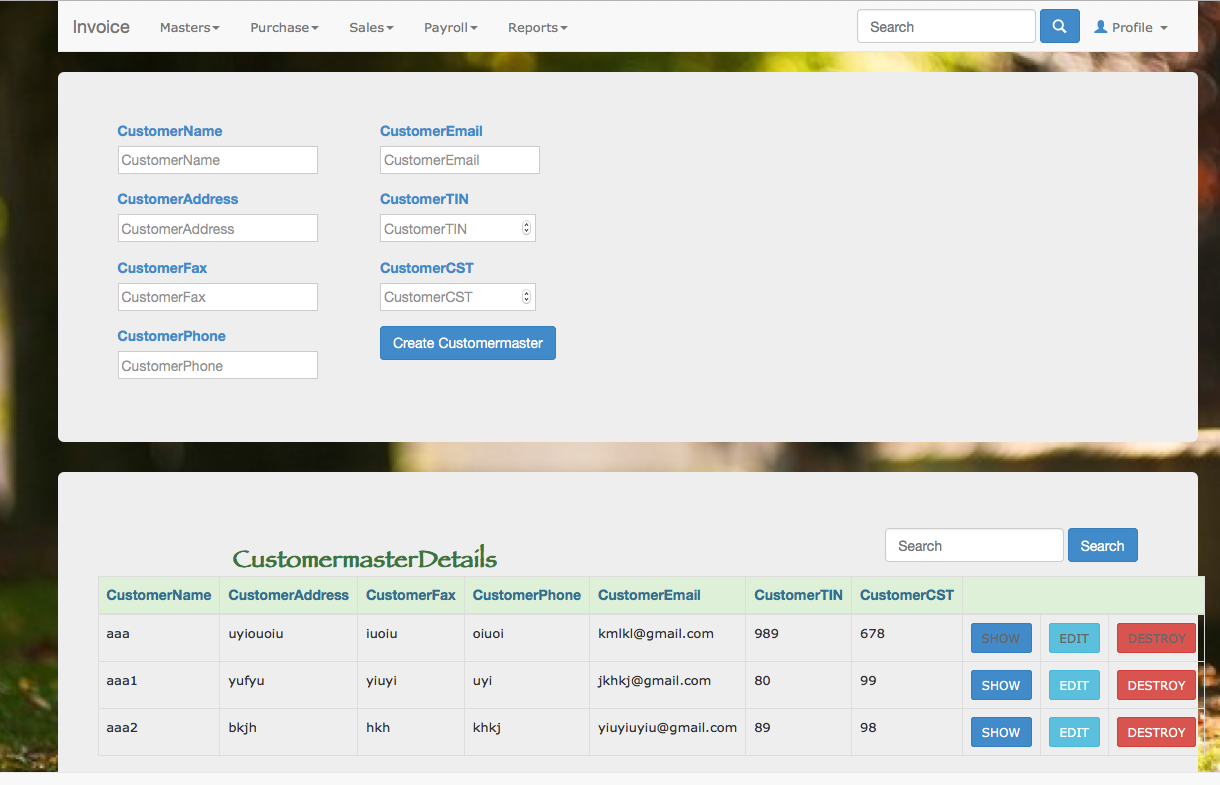 Invoice Masters Purchase Sales Payroll Reports Search Profile
CustomerName CustomerEmail
CustomerName CustomerEmail
CustomerAddress CustomerTIN
CustomerAddress CustomerTIN
CustomerFax CustomerCST
CustomerFax CustomerCST
CustomerPhone Create Customermaster
CustomerPhone
CustomermasterDetails Search Search
CustomerName CustomerAddress CustomerFax CustomerPhone CustomerEmail CustomerTIN CustomerCST
aaa uyiouoiu iuoiu oiuoi kmlkl@gmail.com 989 678 SHOW EDIT DESTROY
aaa1 yufyu yiuyi uyi jkhkj@gmail.com 80 99 SHOW EDIT DESTROY
aaa2 bkjh hkh khkj yiuyiuyiu@gmail.com 89 98 SHOW EDIT DESTROY